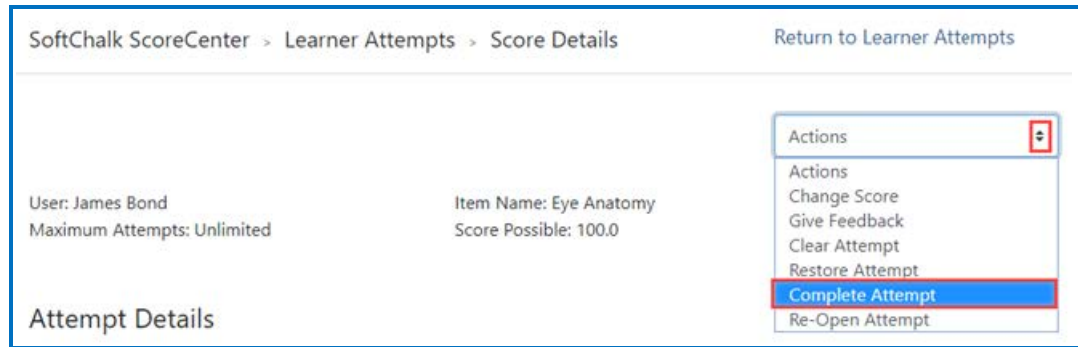 SoftChalk ScoreCenter > Learner Attempts > Score Details
Return to Learner Attempts
Actions
Actions
Change Score
Give Feedback
Clear Attempt
Restore Attempt
Complete Attempt
Re-Open Attempt
User: James Bond
Item Name: Eye Anatomy
Maximum Attempts: Unlimited
Score Possible: 100.0
Attempt Details